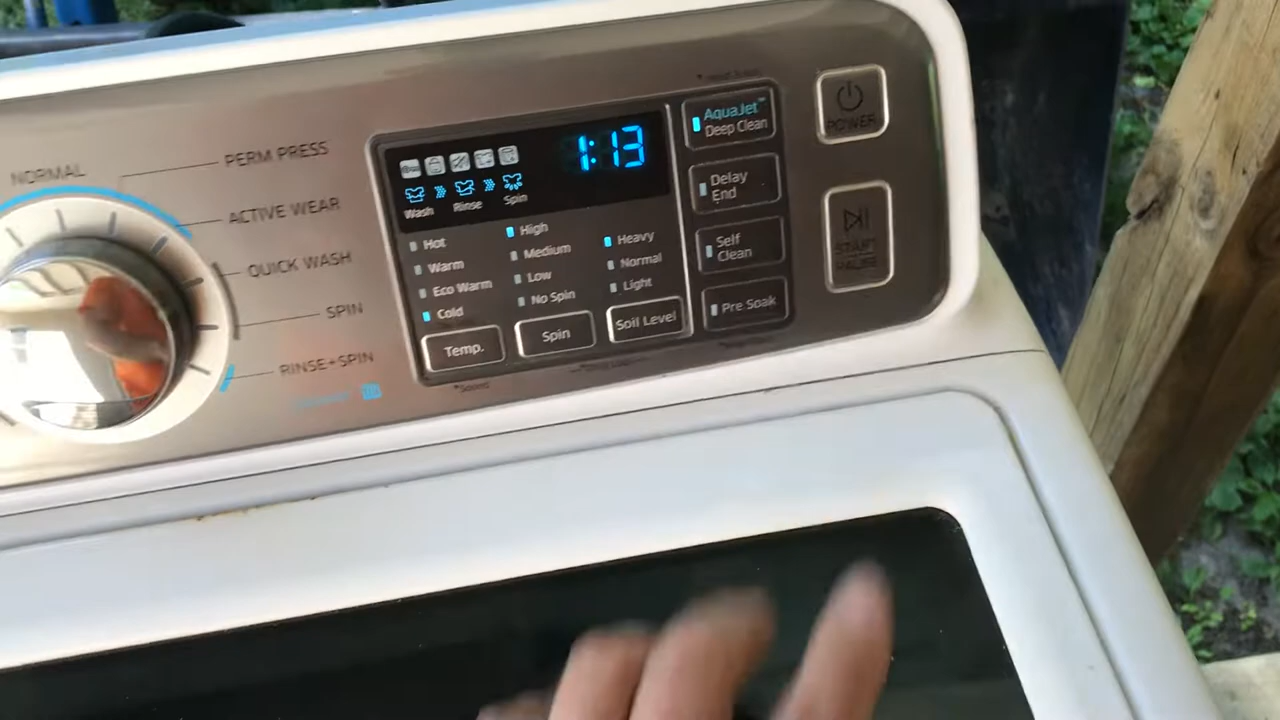 NORMAL
PERM PRESS
ACTIVE WEAR
QUICK WASH
SPIN
RINSE+SPIN
1:13
Wash Rinse Spin
Hot
Warm
Eco Warm
Cold
Temp.
High
Medium
Low
No Spin
Spin
Heavy
Normal
Light
Soil Level
AquaJet™
Deep Clean
Delay
End
Self
Clean
Pre Soak
POWER
START
PAUSE